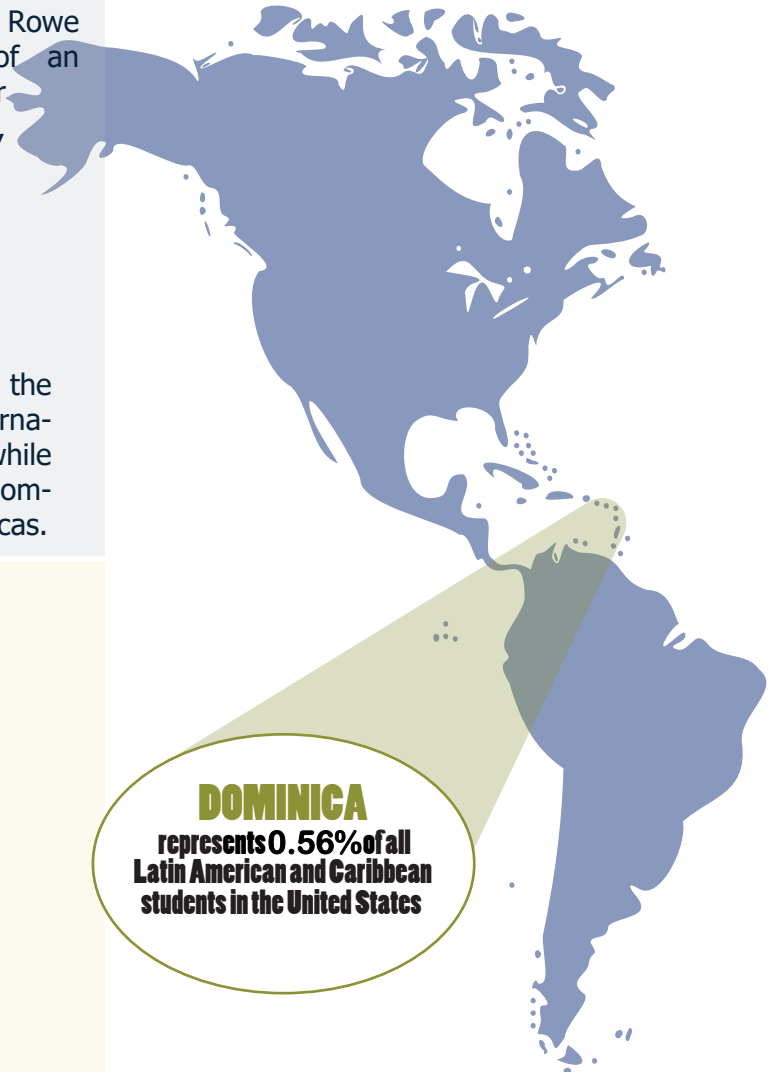 Rowe
of an
r
y
the
rna-
while
om-
cas.
DOMINICA
represents 0.56% of all
Latin American and Caribbean
students in the United States